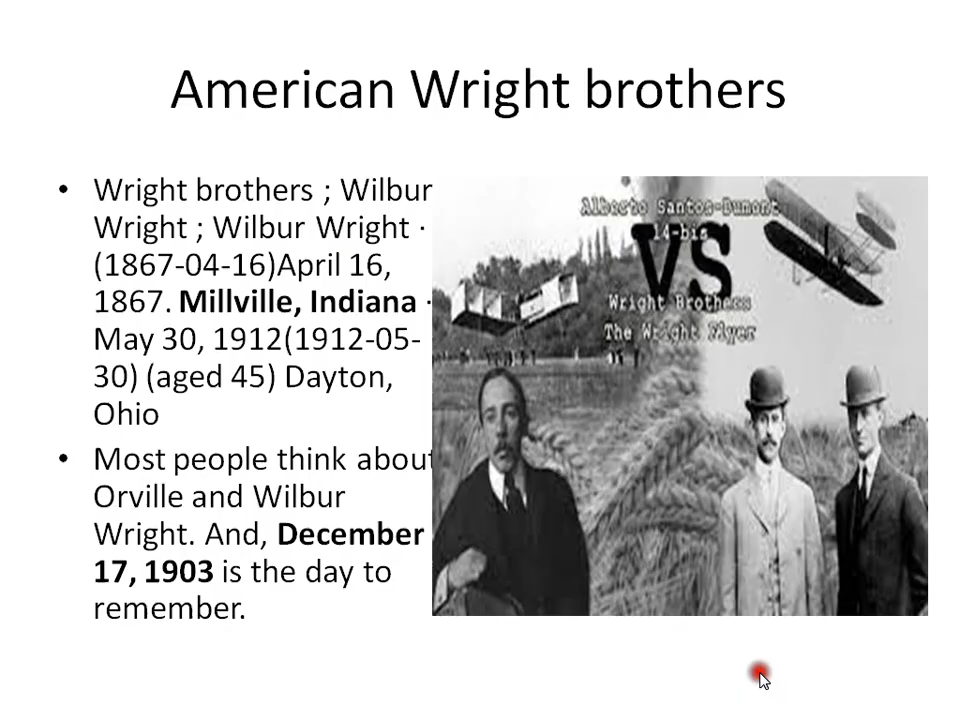 American Wright brothers
• Wright brothers ; Wilbur
Wright ; Wilbur Wright ·
(1867-04-16)April 16,
1867. Millville, Indiana ·
May 30, 1912(1912-05-
30) (aged 45) Dayton,
Ohio
• Most people think about
Orville and Wilbur
Wright. And, December
17, 1903 is the day to
remember.
Alberto Santos-Dumont
14-bis
VS
Wright Brothers
The Wright Flyer